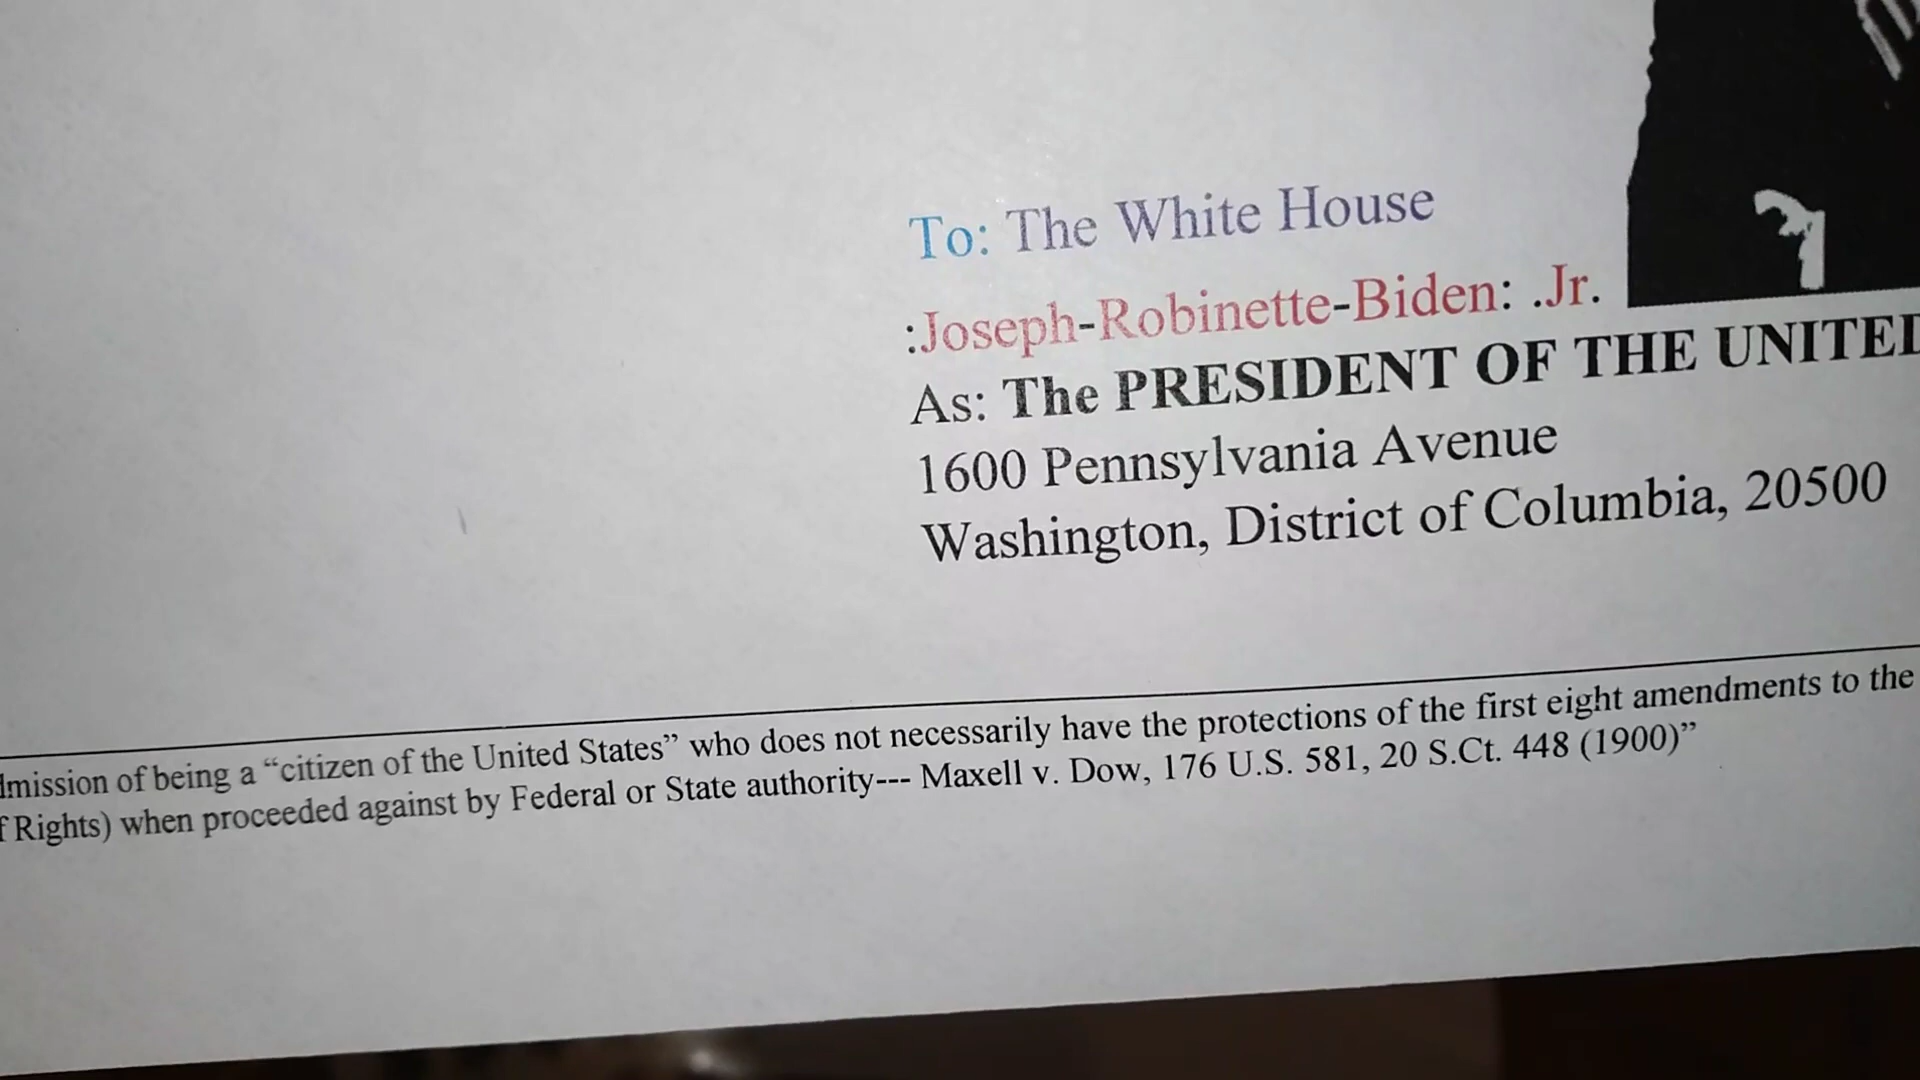 To: The White House
:Joseph-Robinette-Biden: .Jr.
As: The PRESIDENT OF THE UNITED
1600 Pennsylvania Avenue
Washington, District of Columbia, 20500
dmission of being a “citizen of the United States” who does not necessarily have the protections of the first eight amendments to the
f Rights) when proceeded against by Federal or State authority--- Maxell v. Dow, 176 U.S. 581, 20 S.Ct. 448 (1900)”